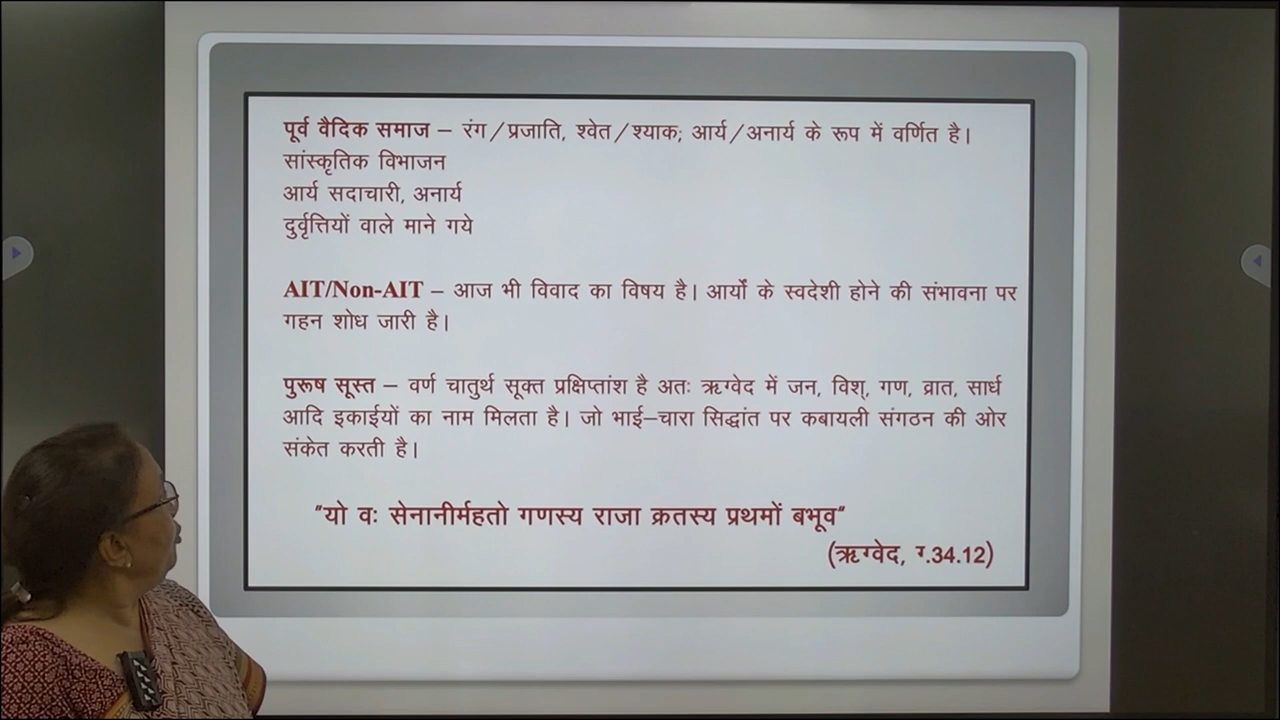 पूर्व वैदिक समाज – रंग/प्रजाति, श्वेत/श्याक; आर्य/अनार्य के रूप में वर्णित है।
सांस्कृतिक विभाजन
आर्य सदाचारी, अनार्य
दुर्वृत्तियों वाले माने गये
AIT/Non-AIT – आज भी विवाद का विषय है। आर्यों के स्वदेशी होने की संभावना पर
गहन शोध जारी है।
पुरूष सूस्त – वर्ण चातुर्थ सूक्त प्रक्षिप्तांश है अतः ऋग्वेद में जन, विश्, गण, व्रात, सार्ध
आदि इकाईयों का नाम मिलता है। जो भाई–चारा सिद्धांत पर कबायली संगठन की ओर
संकेत करती है।
"यो वः सेनानीर्महतो गणस्य राजा क्रतस्य प्रथमों बभूव"
(ऋग्वेद, ग्.34.12)